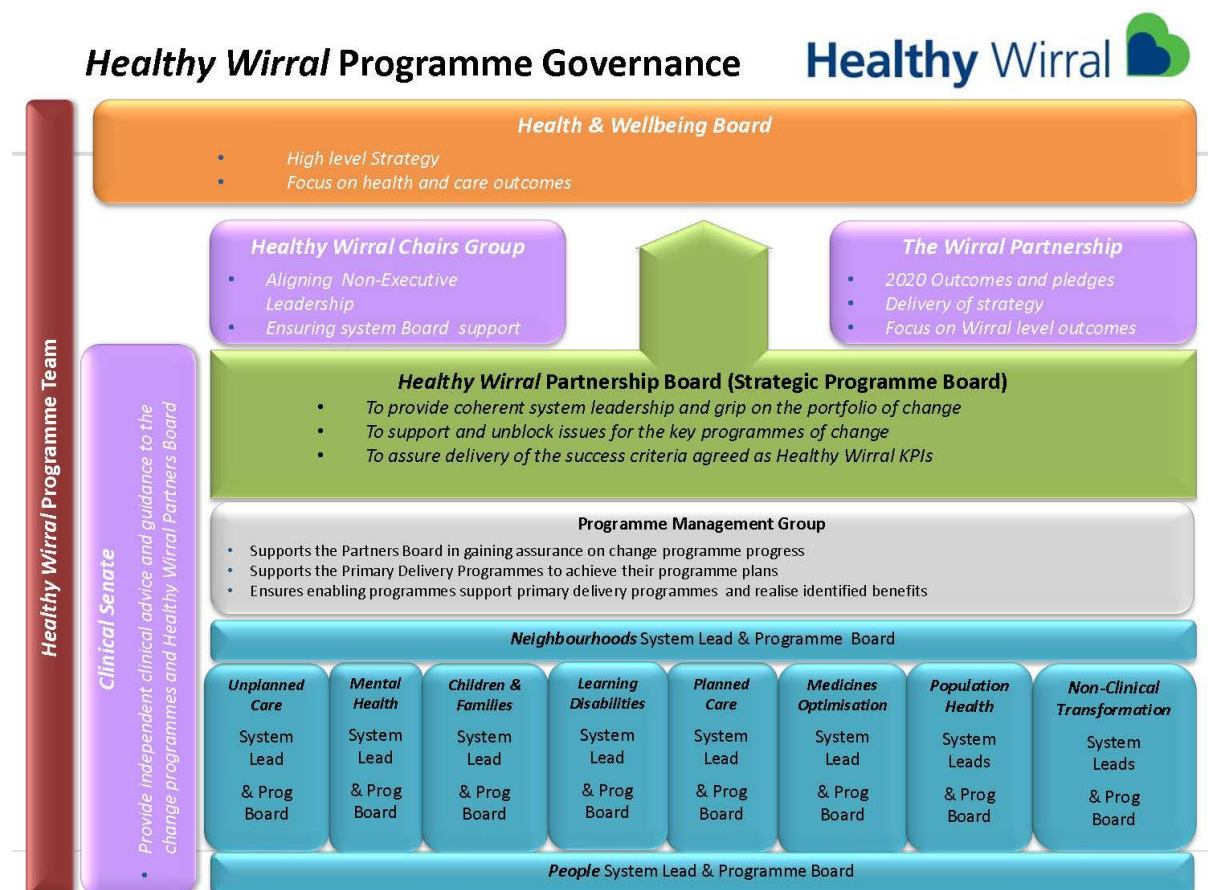 Healthy Wirral Programme Governance
Healthy Wirral
Health & Wellbeing Board
• High level Strategy
• Focus on health and care outcomes
Healthy Wirral Chairs Group
• Aligning Non-Executive
Leadership
• Ensuring system Board support
The Wirral Partnership
• 2020 Outcomes and pledges
• Delivery of strategy
• Focus on Wirral level outcomes
Healthy Wirral Programme Team
Clinical Senate
• Provide independent clinical advice and guidance to the
change programmes and Healthy Wirral Partners Board
Healthy Wirral Partnership Board (Strategic Programme Board)
• To provide coherent system leadership and grip on the portfolio of change
• To support and unblock issues for the key programmes of change
• To assure delivery of the success criteria agreed as Healthy Wirral KPIs
Programme Management Group
• Supports the Partners Board in gaining assurance on change programme progress
• Supports the Primary Delivery Programmes to achieve their programme plans
• Ensures enabling programmes support primary delivery programmes and realise identified benefits
Neighbourhoods System Lead & Programme Board
Unplanned
Care
System
Lead
& Prog
Board
Mental
Health
System
Lead
& Prog
Board
Children &
Families
System
Lead
& Prog
Board
Learning
Disabilities
System
Lead
& Prog
Board
Planned
Care
System
Lead
& Prog
Board
Medicines
Optimisation
System
Lead
& Prog
Board
Population
Health
System
Leads
& Prog
Board
Non-Clinical
Transformation
System
Leads
& Prog
Board
People System Lead & Programme Board